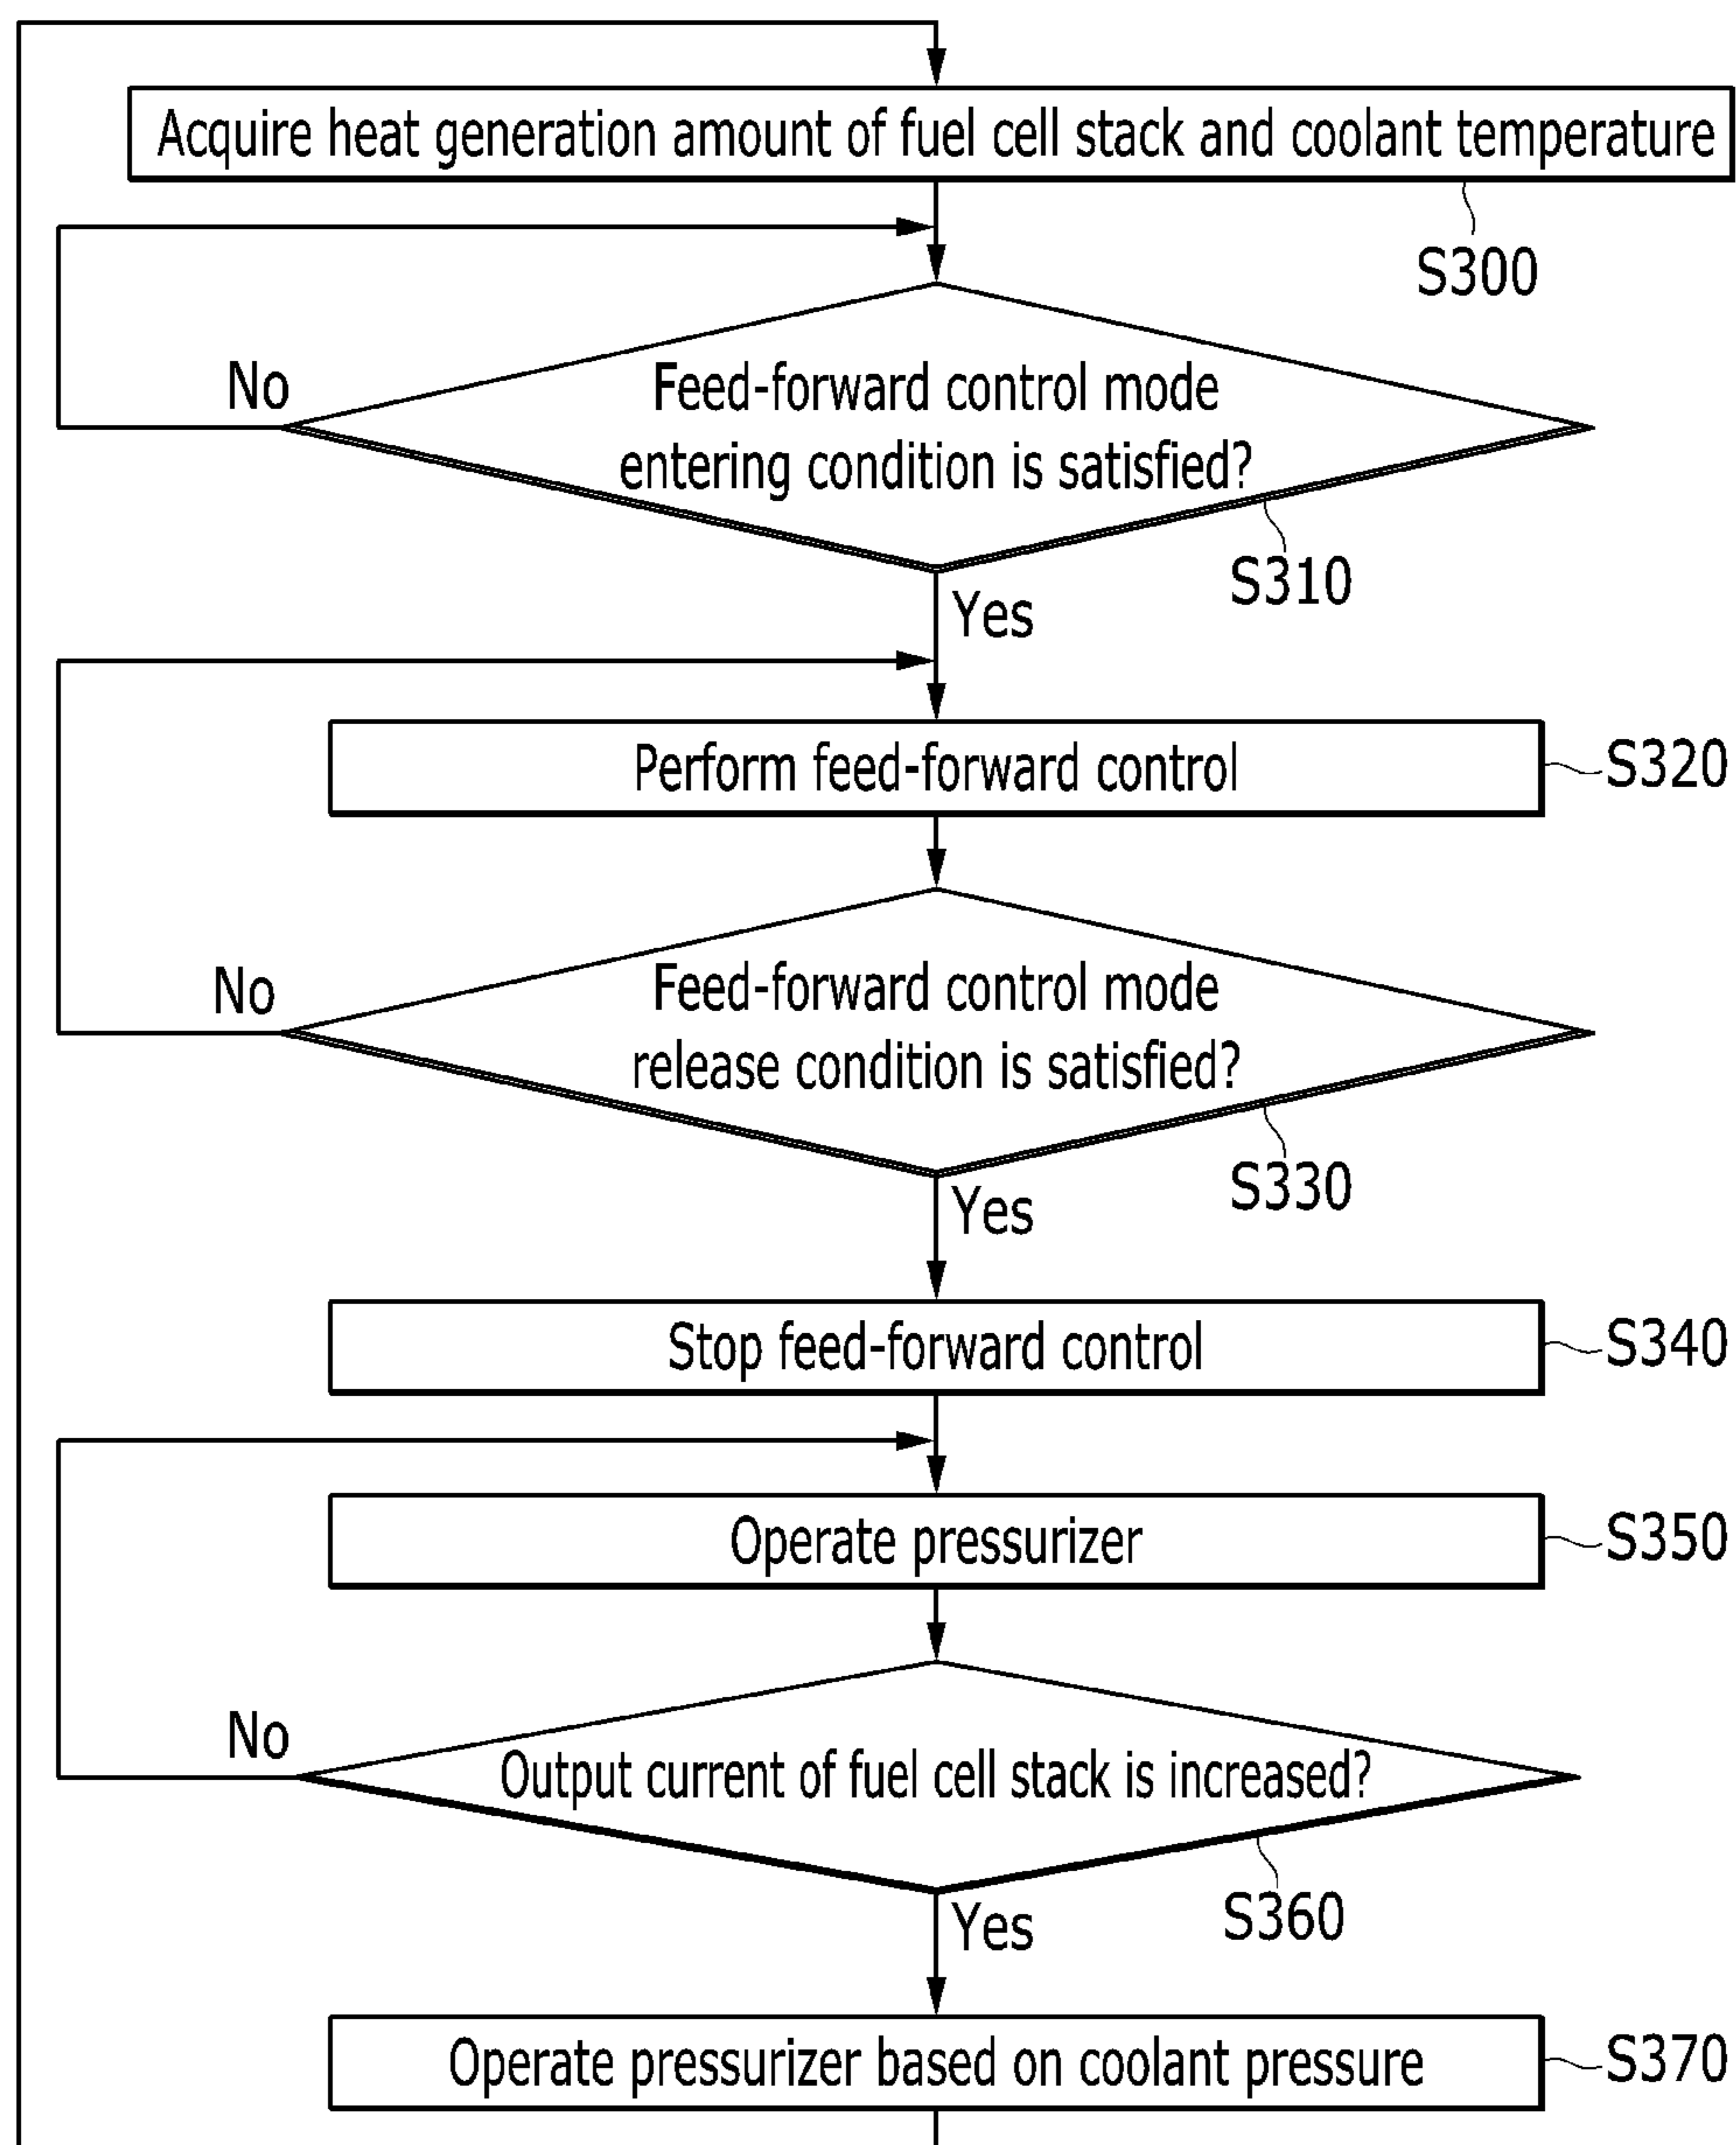 Acquire heat generation amount of fuel cell stack and coolant temperature
S300
No
Feed-forward control mode
entering condition is satisfied?
S310
Yes
Perform feed-forward control
S320
No
Feed-forward control mode
release condition is satisfied?
S330
Yes
Stop feed-forward control
S340
Operate pressurizer
S350
No
Output current of fuel cell stack is increased?
S360
Yes
Operate pressurizer based on coolant pressure
S370